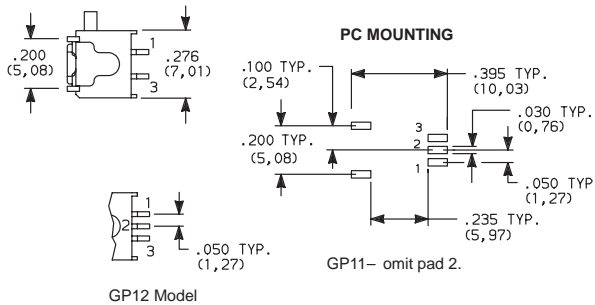 .200
(5,08)
1
3
.276
(7,01)
PC MOUNTING
.100 TYP.
(2,54)
.395 TYP.
(10,03)
.030 TYP.
(0,76)
.200 TYP.
(5,08)
3
2
1
.050 TYP
(1,27)
.235 TYP.
(5,97)
GP11– omit pad 2.
1
2
3
.050 TYP.
(1,27)
GP12 Model